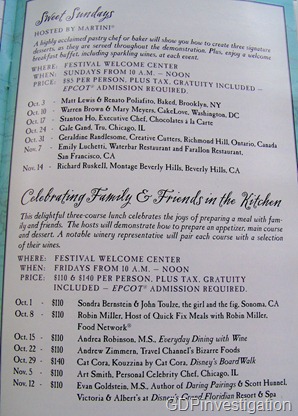 Sweet Sundays
HOSTED BY MARTINI®
A highly acclaimed pastry chef or baker will show you how to create three signature
desserts, as they are served throughout the demonstration. Plus, enjoy a welcome
breakfast buffet, including sparkling wines, at each event.
WHERE: FESTIVAL WELCOME CENTER
WHEN: SUNDAYS FROM 10 A.M. – NOON
PRICE: $85 PER PERSON, PLUS TAX, GRATUITY INCLUDED –
EPCOT® ADMISSION REQUIRED.
Oct. 3 - Matt Lewis & Renato Poliafito, Baked, Brooklyn, NY
Oct. 10 - Warren Brown & Mary Meyers, CakeLove, Washington, DC
Oct. 17 - Stanton Ho, Executive Chef, Chocolates à la Carte
Oct. 24 - Gale Gand, Tru, Chicago, IL
Oct. 31 - Geraldine Randlesome, Creative Cutters, Richmond Hill, Ontario, Canada
Nov. 7 - Emily Luchetti, Waterbar Restaurant and Farallon Restaurant,
San Francisco, CA
Nov. 14 - Richard Ruskell, Montage Beverly Hills, Beverly Hills, CA
Celebrating Family & Friends in the Kitchen
This delightful three-course lunch celebrates the joys of preparing a meal with fam-
ily and friends. The hosts will demonstrate how to prepare an appetizer, main course
and dessert. A notable winery representative will pair each course with a selection
of their wines.
WHERE: FESTIVAL WELCOME CENTER
WHEN: FRIDAYS FROM 10 A.M. – NOON
PRICE: $110 & $140 PER PERSON, PLUS TAX, GRATUITY
INCLUDED – EPCOT® ADMISSION REQUIRED.
Oct. 1 - $110 Sondra Bernstein & John Toulze, the girl and the fig, Sonoma, CA
Oct. 8 - $110 Robin Miller, Host of Quick Fix Meals with Robin Miller,
Food Network®
Oct. 15 - $110 Andrea Robinson, M.S., Everyday Dining with Wine
Oct. 22 - $110 Andrew Zimmern, Travel Channel's Bizarre Foods
Oct. 29 - $140 Cat Cora, Kouzzina by Cat Cora, Disney's BoardWalk
Nov. 5 - $110 Art Smith, Personal Celebrity Chef, Chicago, IL
Nov. 12 - $110 Evan Goldstein, M.S., Author of Daring Pairings & Scott Hunnel,
Victoria & Albert's at Disney's Grand Floridian Resort & Spa
GDPinvestigation